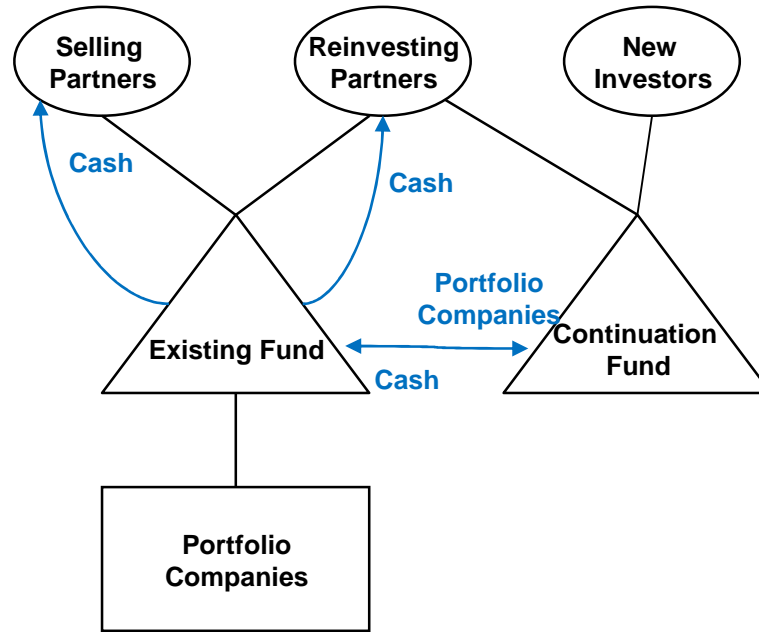 Selling
Partners
Reinvesting
Partners
New
Investors
Cash
Cash
Portfolio
Companies
Existing Fund
Continuation
Fund
Cash
Portfolio
Companies